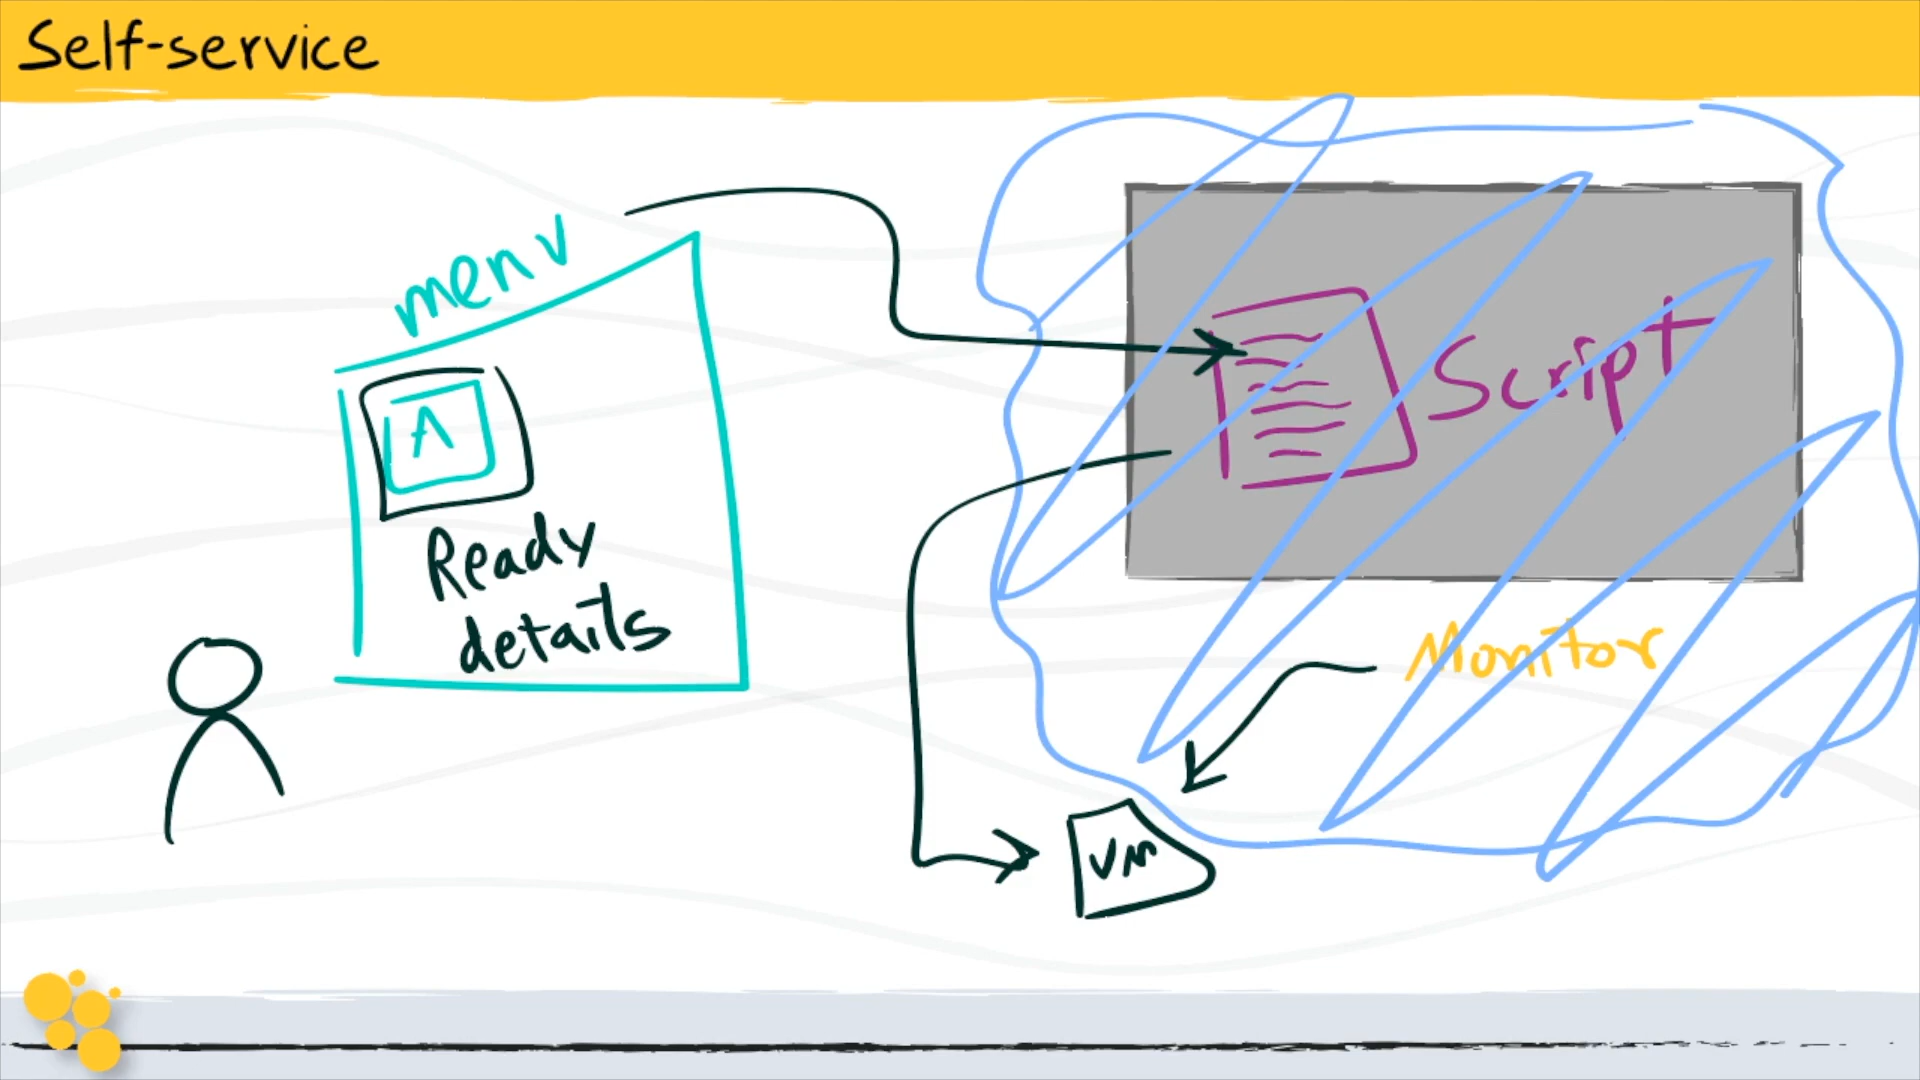 Self-service
menu
A
Ready
details
Script
Monitor
VM